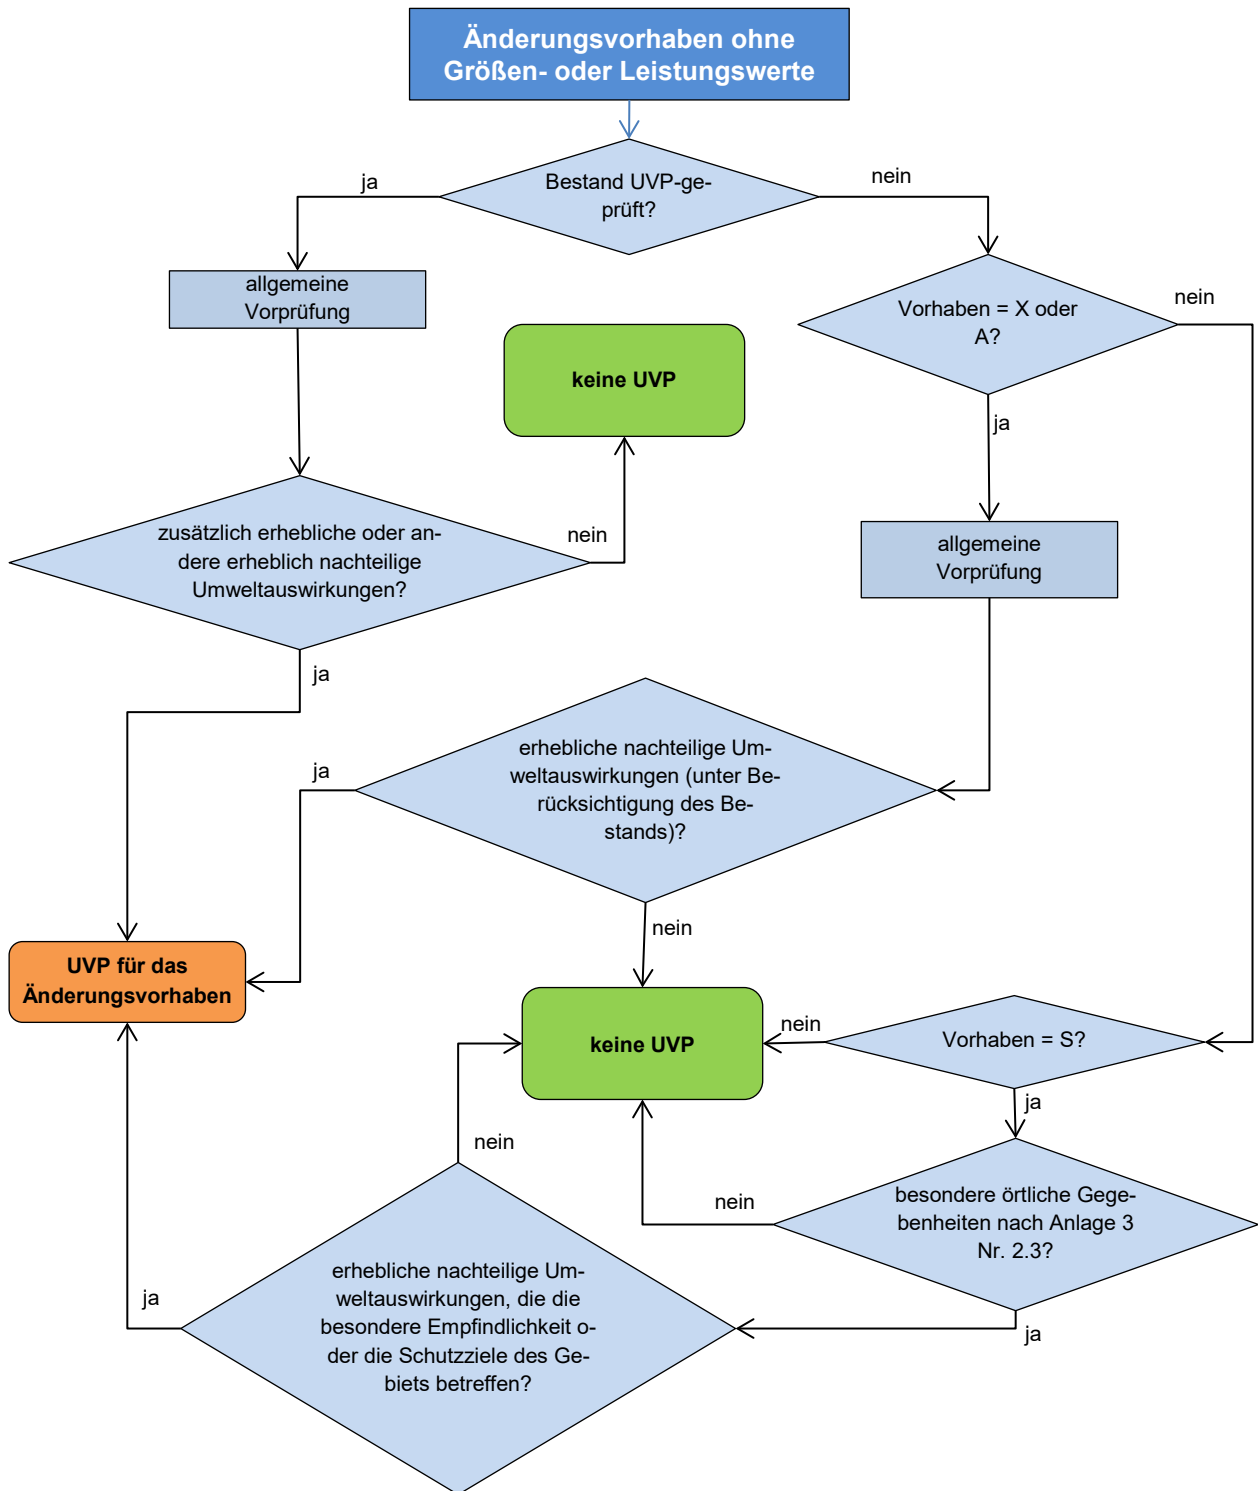 Änderungsvorhaben ohne
Größen- oder Leistungswerte
ja
Bestand UVP-ge-
prüft?
nein
allgemeine
Vorprüfung
Vorhaben = X oder
A?
nein
keine UVP
ja
zusätzlich erhebliche oder an-
dere erheblich nachteilige
Umweltauswirkungen?
nein
allgemeine
Vorprüfung
ja
erhebliche nachteilige Um-
weltauswirkungen (unter Be-
rücksichtigung des Be-
stands)?
ja
nein
UVP für das
Änderungsvorhaben
keine UVP
nein
Vorhaben = S?
ja
nein
nein
besondere örtliche Gege-
benheiten nach Anlage 3
Nr. 2.3?
ja
erhebliche nachteilige Um-
weltauswirkungen, die die
besondere Empfindlichkeit o-
der die Schutzziele des Ge-
biets betreffen?
ja